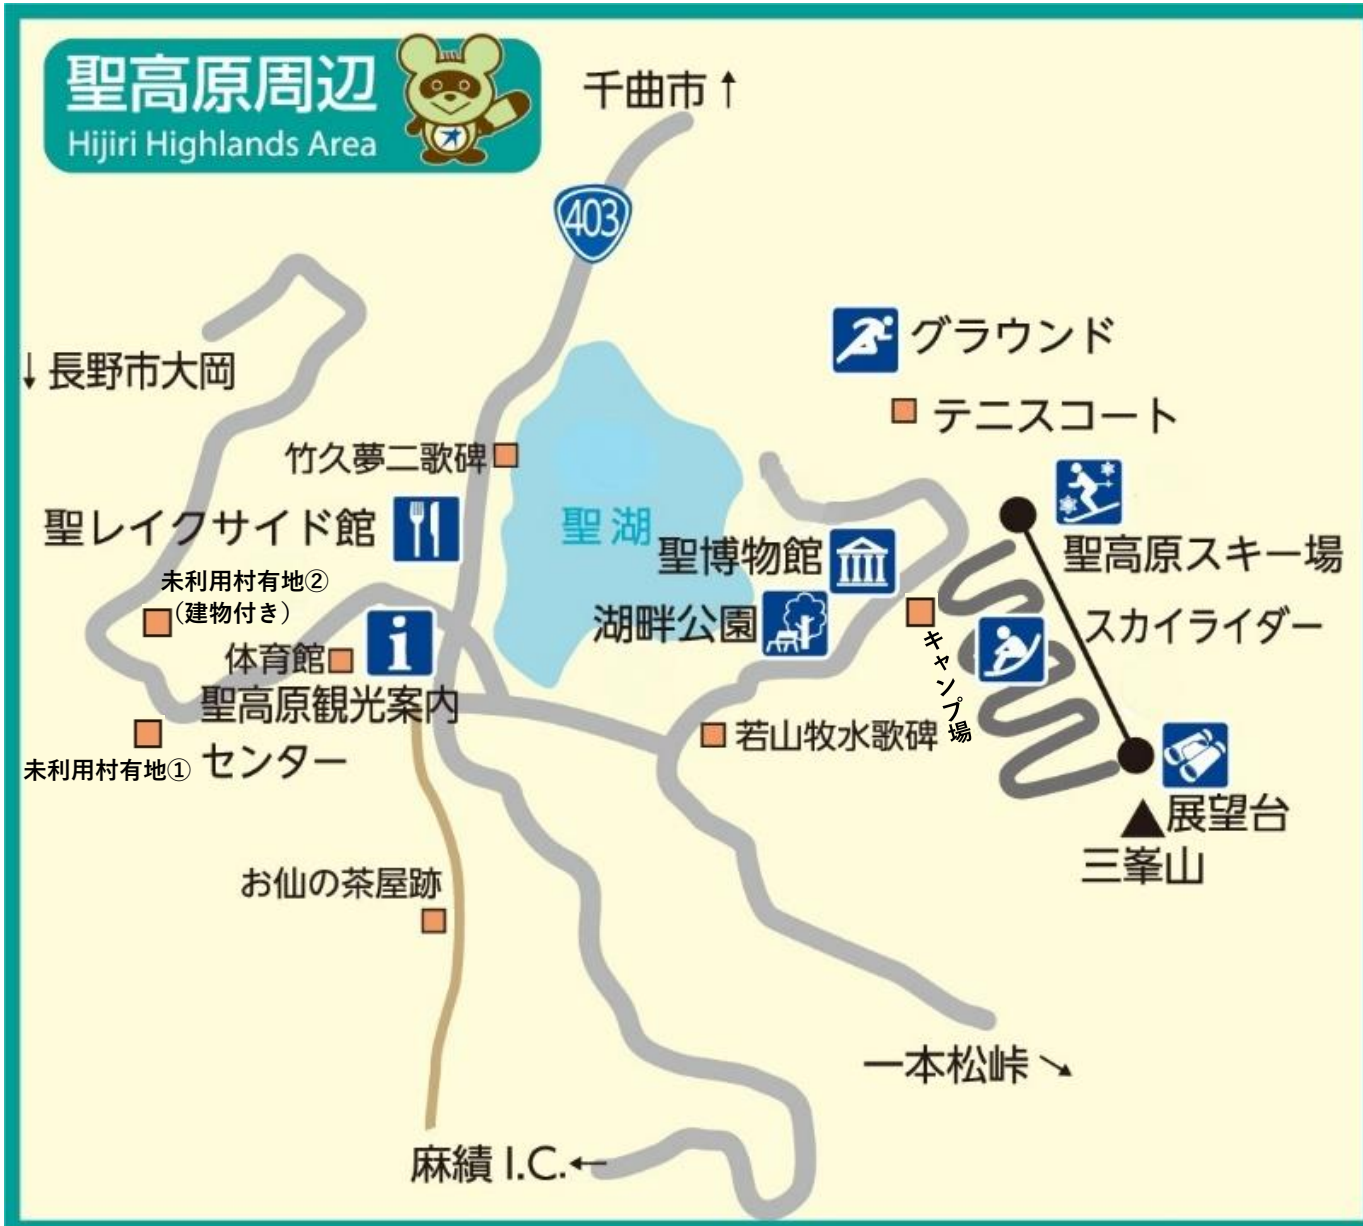 聖高原周辺
Hijiri Highlands Area
千曲市↑
403
↓長野市大岡
グラウンド
テニスコート
竹久夢二歌碑
聖レイクサイド館
聖湖
聖博物館
聖高原スキー場
未利用村有地②
(建物付き)
湖畔公園
スカイライダー
キャンプ場
体育館
聖高原観光案内
センター
若山牧水歌碑
未利用村有地①
展望台
三峯山
お仙の茶屋跡
一本松峠↘
麻績 I.C.←